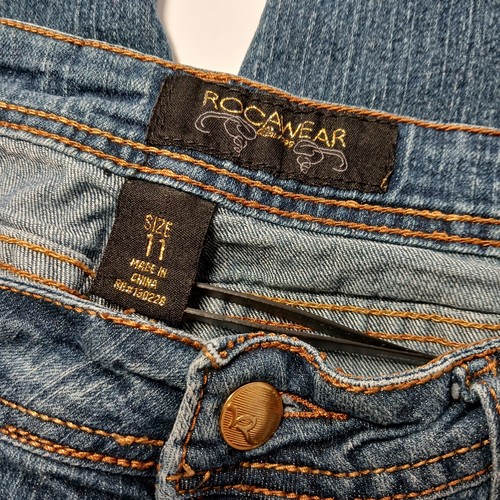 ROCAWEAR
SIZE
11
MADE IN
CHINA
RN#130228
R